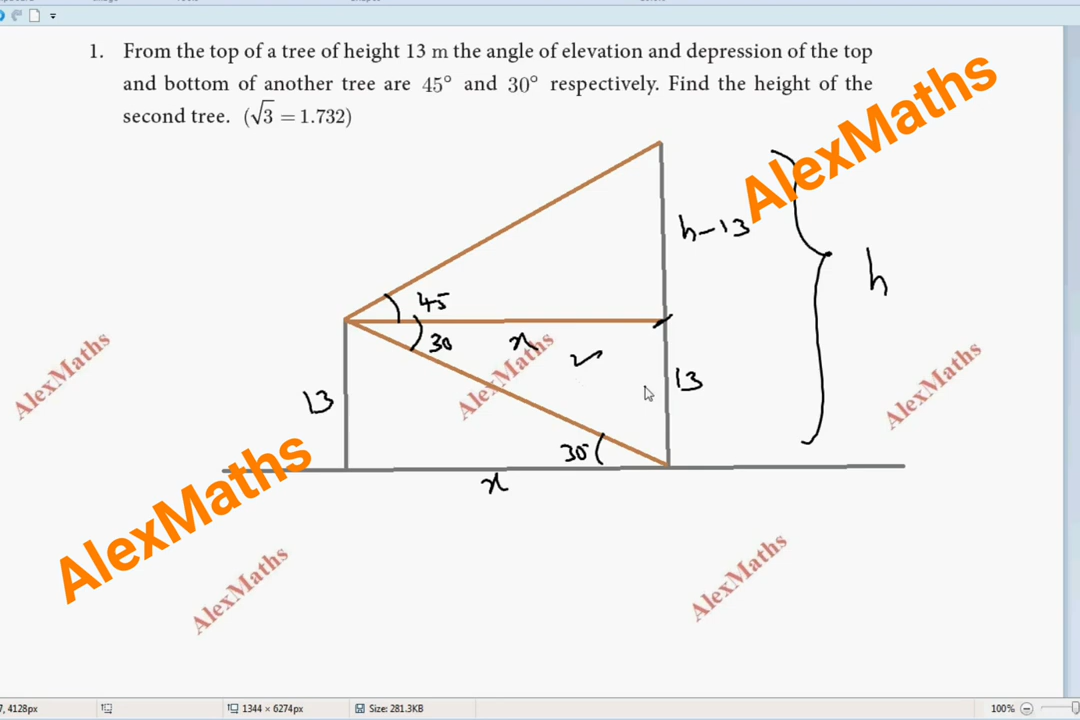 1. From the top of a tree of height 13 m the angle of elevation and depression of the top
and bottom of another tree are 45° and 30° respectively. Find the height of the
second tree. (√3 = 1.732)
AlexMaths
h-13
h
45
30
x
AlexMaths
AlexMaths
AlexMaths
13
13
30
x
AlexMaths
AlexMaths
AlexMaths
, 4128px
1344 × 6274px
Size: 281.3KB
100%